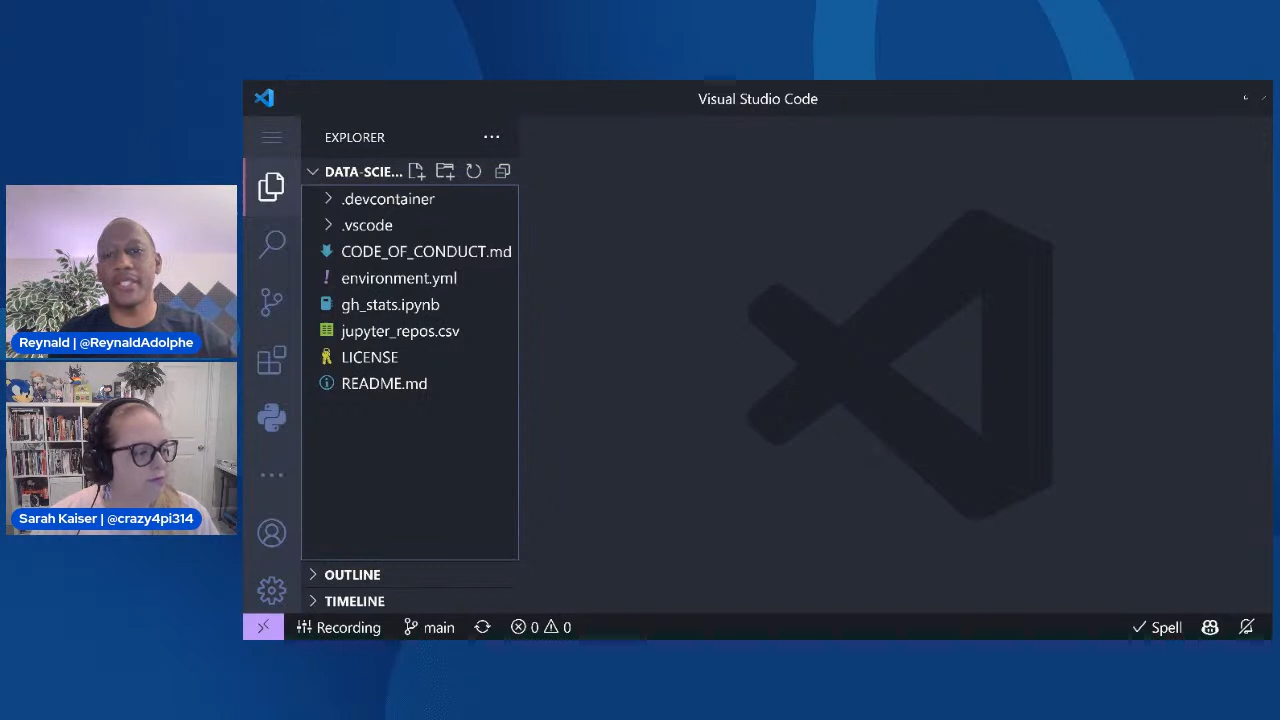 Visual Studio Code
EXPLORER
DATA-SCIE...
.devcontainer
.vscode
CODE_OF_CONDUCT.md
environment.yml
gh_stats.ipynb
jupyter_repos.csv
LICENSE
README.md
OUTLINE
TIMELINE
Recording main 0 0 Spell
Reynald | @ReynaldAdolphe
Sarah Kaiser | @crazy4pi314